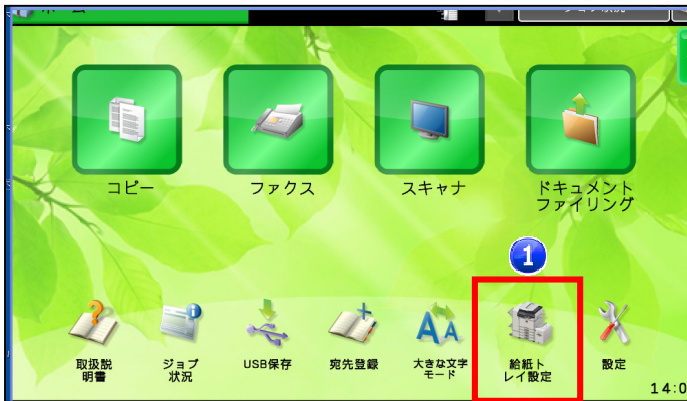 コピー
ファクス
スキャナ
ドキュメント
ファイリング
1
取扱説
明書
ジョブ
状況
USB保存
宛先登録
大きな文字
モード
給紙ト
レイ設定
設定
14:0